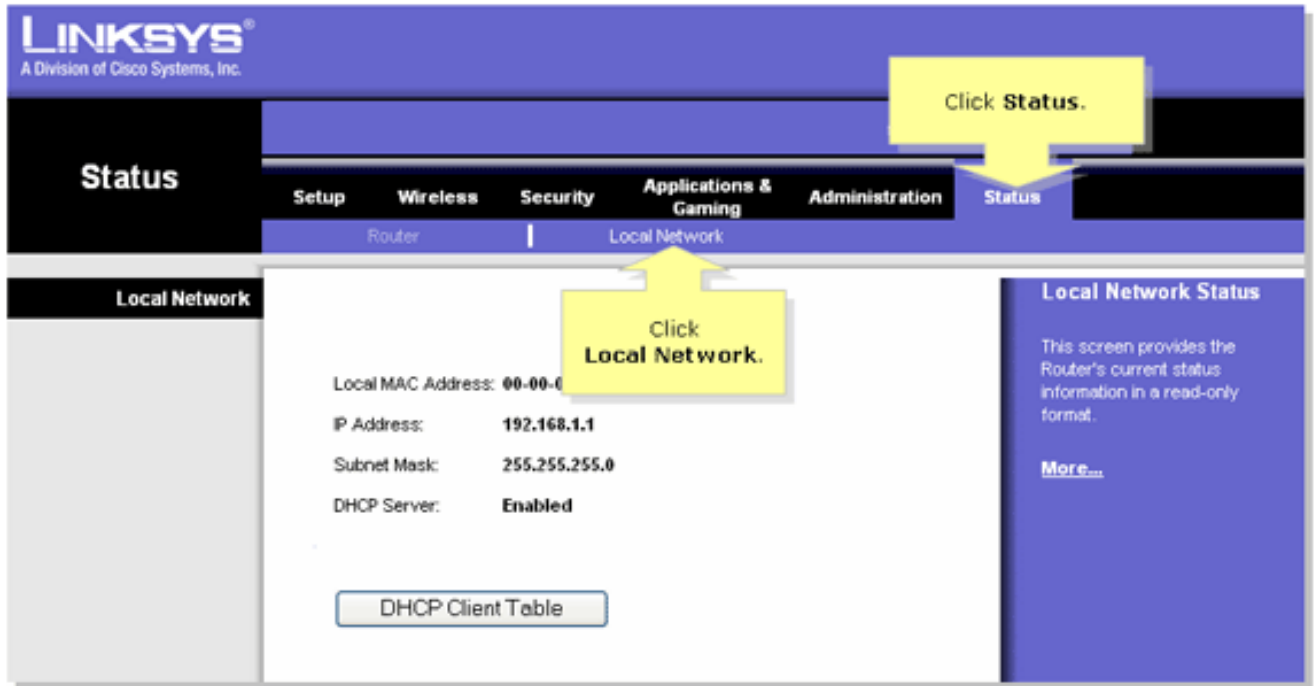 LINKSYS®
A Division of Cisco Systems, Inc.
Click Status.
Status
Setup Wireless Security Applications & Gaming Administration Status
Router Local Network
Local Network
Click
Local Network.
Local MAC Address: 00-00-0
IP Address: 192.168.1.1
Subnet Mask: 255.255.255.0
DHCP Server: Enabled
DHCP Client Table
Local Network Status
This screen provides the
Router's current status
information in a read-only
format.
More...